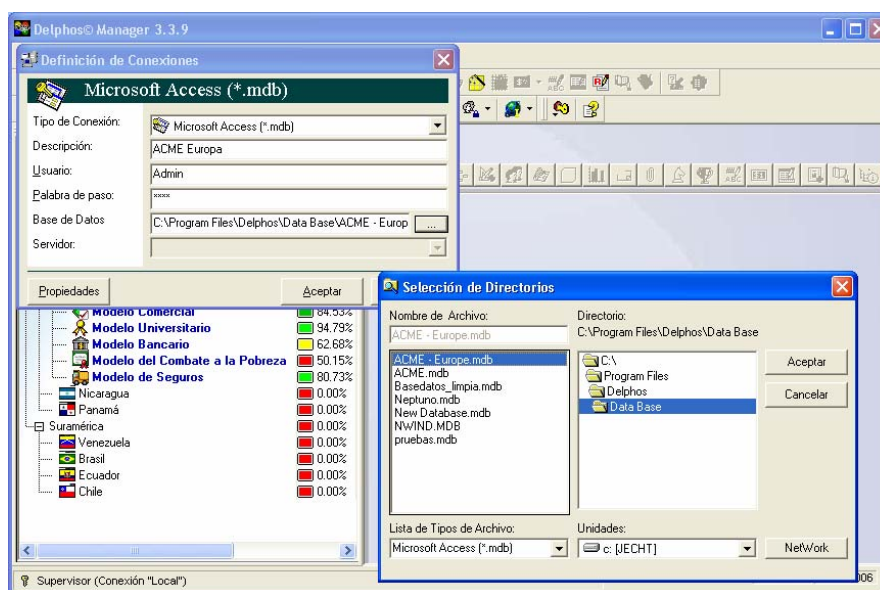 Delphos© Manager 3.3.9
Definición de Conexiones
Microsoft Access (*.mdb)
Tipo de Conexión:
Microsoft Access (*.mdb)
Descripción:
ACME Europa
Usuario:
Admin
Palabra de paso:
××××
Base de Datos
C:\Program Files\Delphos\Data Base\ACME - Europ
...
Servidor:
Propiedades
Aceptar
Modelo Comercial 84.53%
Modelo Universitario 94.79%
Modelo Bancario 62.68%
Modelo del Combate a la Pobreza 50.15%
Modelo de Seguros 80.73%
Nicaragua 0.00%
Panamá 0.00%
Suramérica 0.00%
Venezuela 0.00%
Brasil 0.00%
Ecuador 0.00%
Chile 0.00%
Selección de Directorios
Nombre de Archivo:
ACME - Europe.mdb
ACME - Europe.mdb
ACME.mdb
Basedatos_limpia.mdb
Neptuno.mdb
New Database.mdb
NWIND.MDB
pruebas.mdb
Lista de Tipos de Archivo:
Microsoft Access (*.mdb)
Directorio:
C:\Program Files\Delphos\Data Base
C:\
Program Files
Delphos
Data Base
Unidades:
c: [JECHT]
Aceptar
Cancelar
NetWork
Supervisor (Conexión "Local")
006